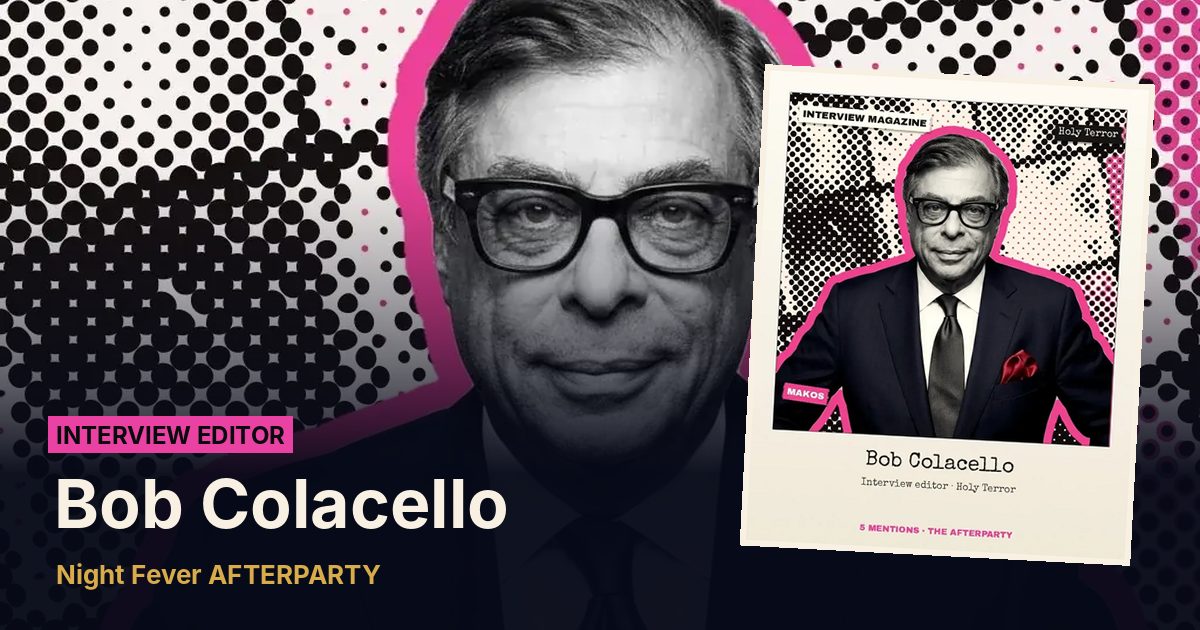 INTERVIEW EDITOR
Bob Colacello
Night Fever AFTERPARTY
INTERVIEW MAGAZINE
Holy Terror
MAKOS
Bob Colacello
Interview editor · Holy Terror
5 MENTIONS · THE AFTERPARTY